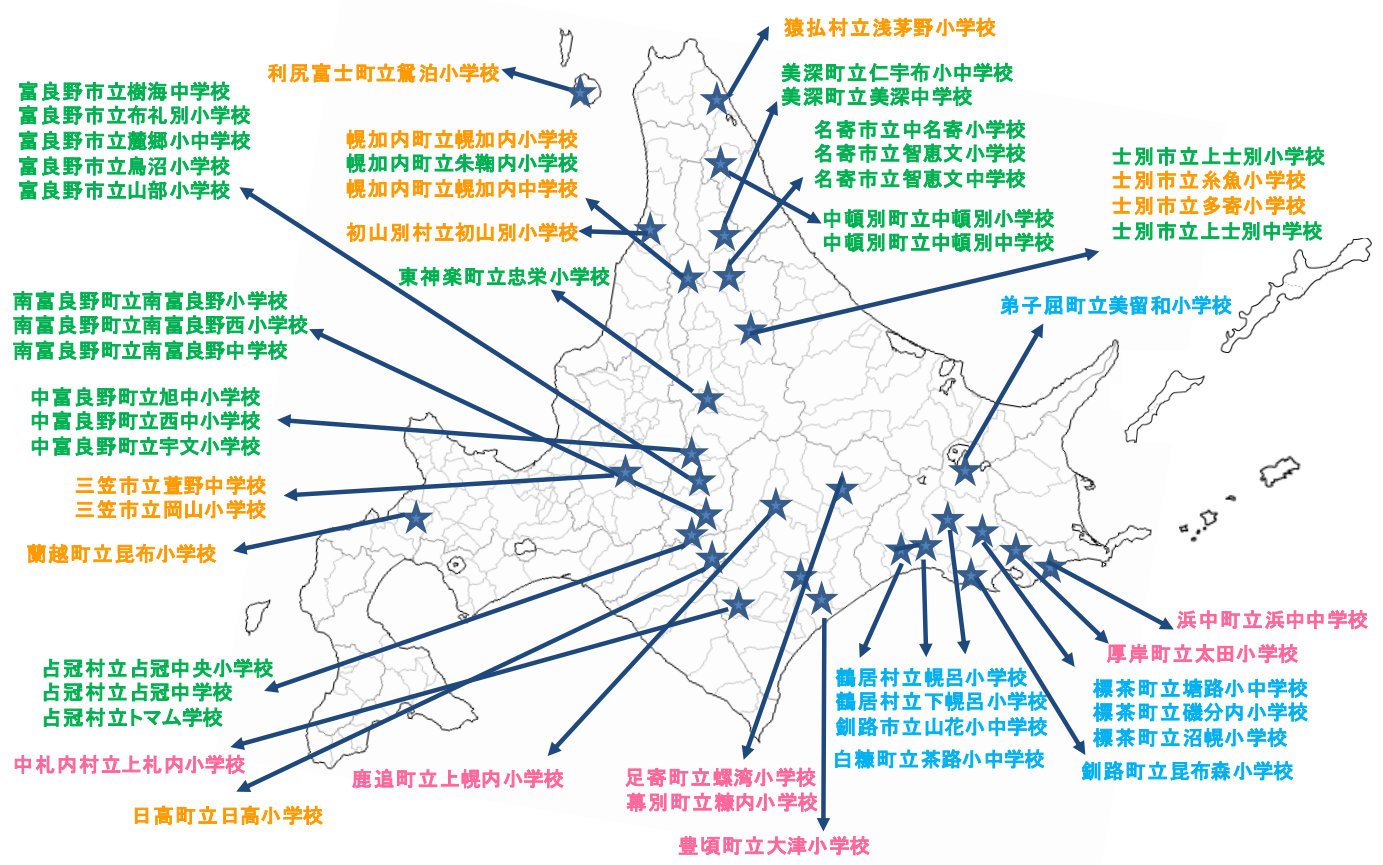 猿払村立浅茅野小学校
利尻富士町立鴛泊小学校
美深町立仁宇布小中学校
美深町立美深中学校
富良野市立樹海中学校
富良野市立布礼別小学校
富良野市立麓郷小中学校
富良野市立鳥沼小学校
富良野市立山部小学校
幌加内町立幌加内小学校
幌加内町立朱鞠内小学校
幌加内町立幌加内中学校
名寄市立中名寄小学校
名寄市立智恵文小学校
名寄市立智恵文中学校
士別市立上士別小学校
士別市立糸魚小学校
士別市立多寄小学校
士別市立上士別中学校
中頓別町立中頓別小学校
中頓別町立中頓別中学校
初山別村立初山別小学校
東神楽町立忠栄小学校
南富良野町立南富良野小学校
南富良野町立南富良野西小学校
南富良野町立南富良野中学校
弟子屈町立美留和小学校
中富良野町立旭中小学校
中富良野町立西中小学校
中富良野町立宇文小学校
三笠市立萱野中学校
三笠市立岡山小学校
蘭越町立昆布小学校
浜中町立浜中中学校
厚岸町立太田小学校
占冠村立占冠中央小学校
占冠村立占冠中学校
占冠村立トマム学校
鶴居村立幌呂小学校
鶴居村立下幌呂小学校
釧路市立山花小中学校
白糠町立茶路小中学校
標茶町立塘路小中学校
標茶町立磯分内小学校
標茶町立沼幌小学校
釧路町立昆布森小学校
中札内村立上札内小学校
鹿追町立上幌内小学校
足寄町立螺湾小学校
幕別町立糠内小学校
日高町立日高小学校
豊頃町立大津小学校